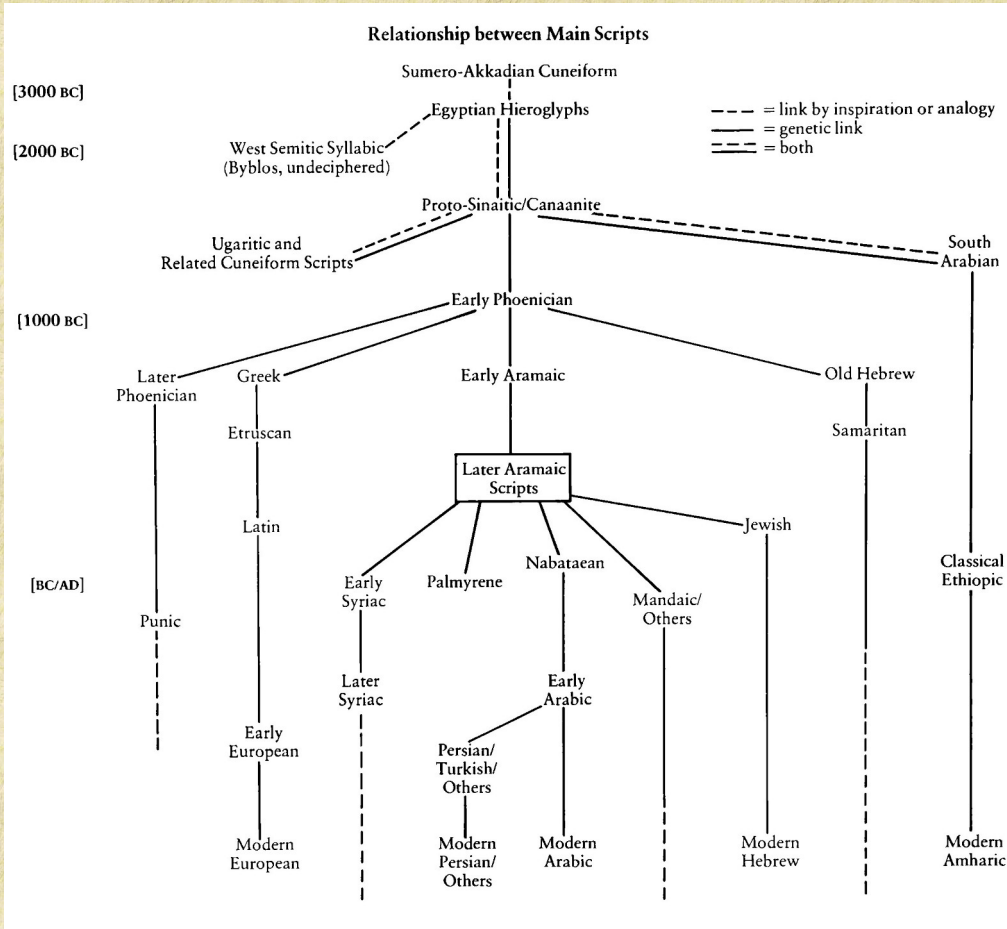 Relationship between Main Scripts
Sumero-Akkadian Cuneiform
[3000 BC]
Egyptian Hieroglyphs
= link by inspiration or analogy
= genetic link
= both
West Semitic Syllabic
(Byblos, undeciphered)
[2000 BC]
Proto-Sinaitic/Canaanite
Ugaritic and
Related Cuneiform Scripts
South
Arabian
Early Phoenician
[1000 BC]
Later
Phoenician
Greek
Early Aramaic
Old Hebrew
Etruscan
Samaritan
Later Aramaic
Scripts
Latin
Jewish
[BC/AD]
Early
Syriac
Palmyrene
Nabataean
Mandaic/
Others
Classical
Ethiopic
Punic
Later
Syriac
Early
Arabic
Early
European
Persian/
Turkish/
Others
Modern
European
Modern
Persian/
Others
Modern
Arabic
Modern
Hebrew
Modern
Amharic